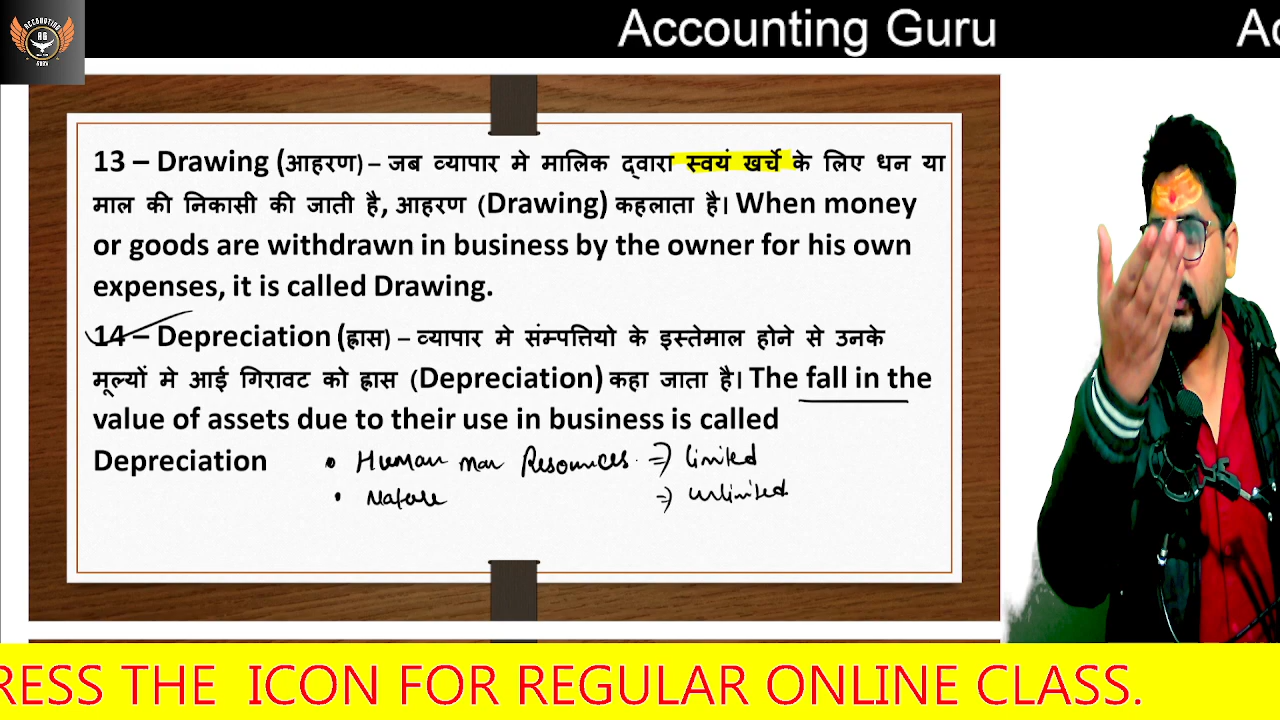 Accounting Guru
Ac
ACCOUNTING
AG
GURU
13 – Drawing (आहरण) – जब व्यापार मे मालिक द्वारा स्वयं खर्चे के लिए धन या
माल की निकासी की जाती है, आहरण (Drawing) कहलाता है। When money
or goods are withdrawn in business by the owner for his own
expenses, it is called Drawing.
14 – Depreciation (ह्रास) – व्यापार मे संम्पत्तियो के इस्तेमाल होने से उनके
मूल्यों मे आई गिरावट को ह्रास (Depreciation) कहा जाता है। The fall in the
value of assets due to their use in business is called
Depreciation • Human man Resources ⇒ limited
• Nature ⇒ unlimited
RESS THE ICON FOR REGULAR ONLINE CLASS.